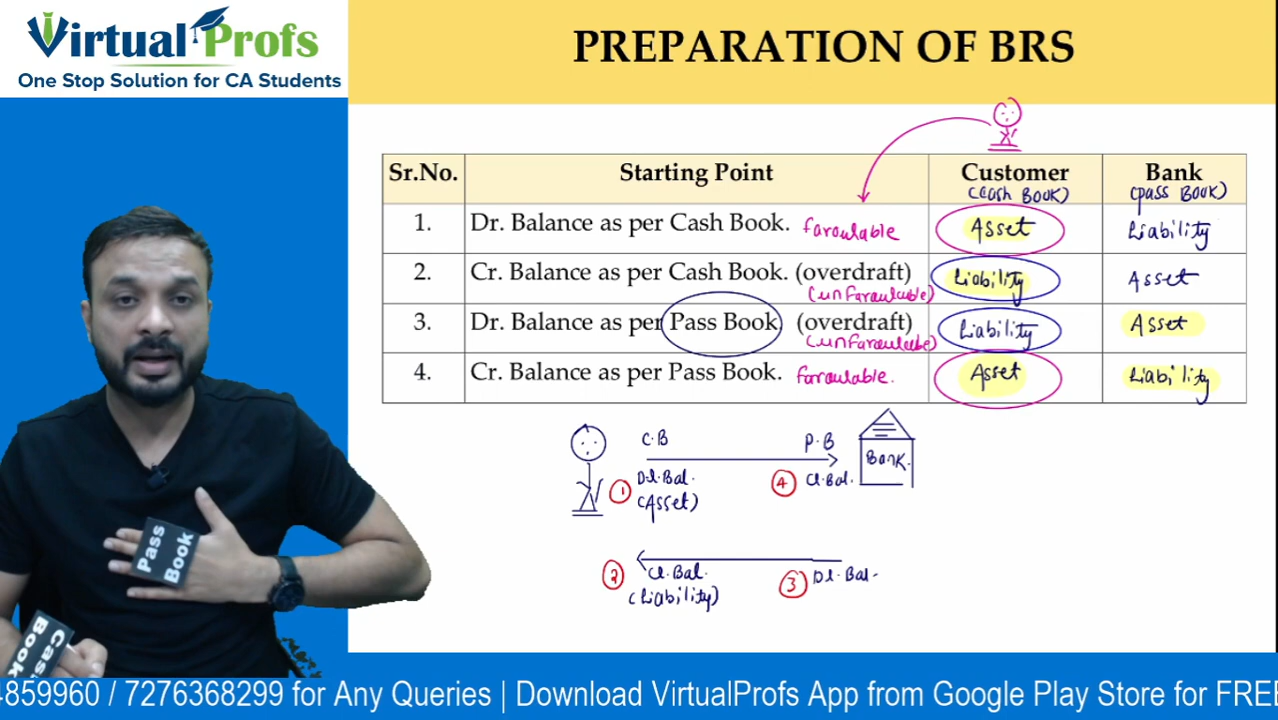 Virtual Profs
One Stop Solution for CA Students
PREPARATION OF BRS
Sr.No. Starting Point Customer Bank
(Cash Book) (Pass Book)
1. Dr. Balance as per Cash Book. favourable Asset Liability
2. Cr. Balance as per Cash Book. (overdraft) Liability Asset
(unfavourable)
3. Dr. Balance as per Pass Book. (overdraft) Liability Asset
(unfavourable)
4. Cr. Balance as per Pass Book. favourable. Asset Liability
C.B P.B
Bank
1 Dr.Bal. 4 Cr.Bal.
(Asset)
2 Cr.Bal. 3 Dr.Bal.
(Liability)
Pass
Book
Cash
Book
4859960 / 7276368299 for Any Queries | Download VirtualProfs App from Google Play Store for FREE